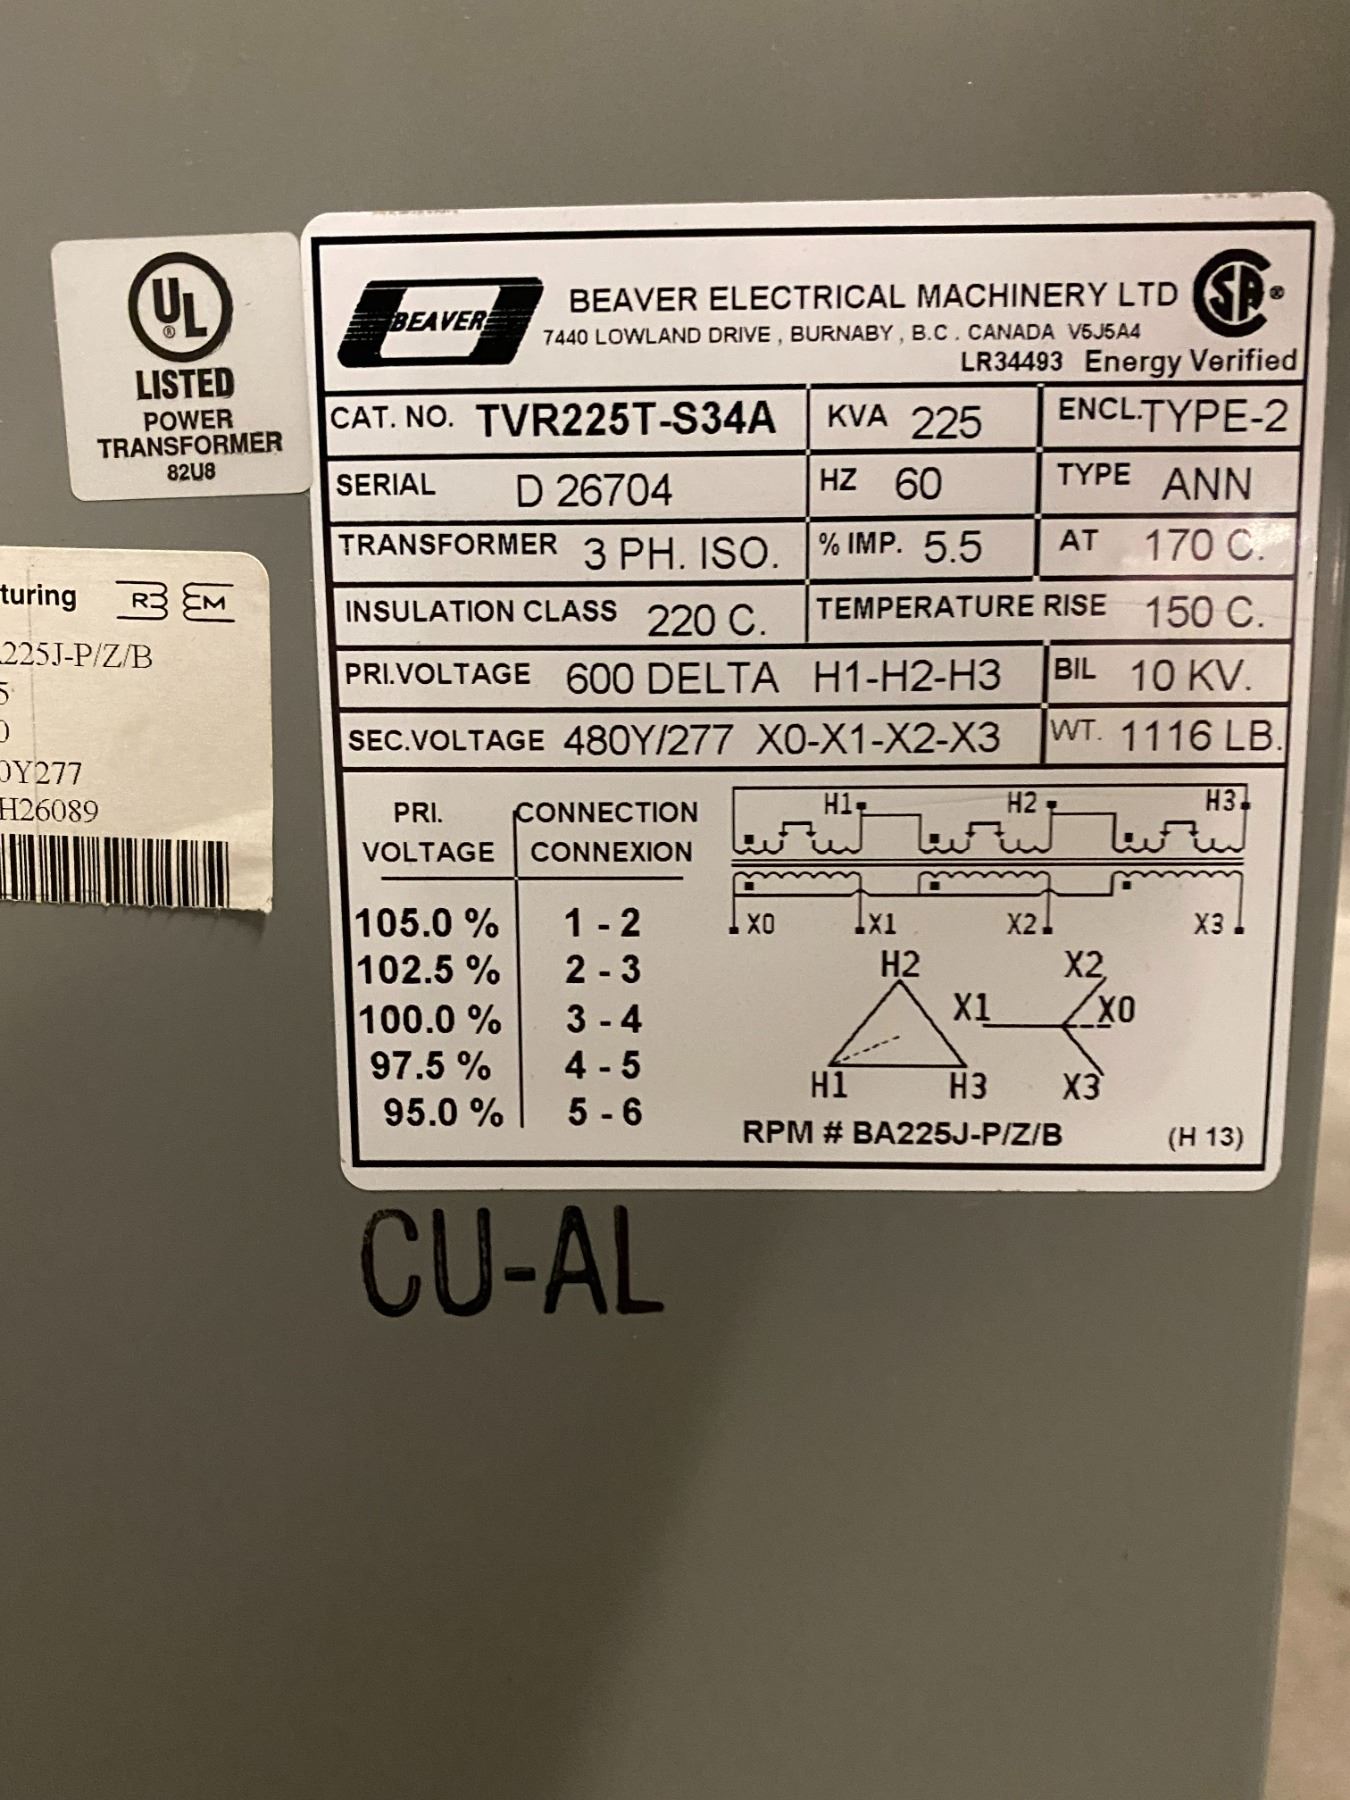 UL
®
LISTED
POWER
TRANSFORMER
82U8
turing R3 EM
225J-P/Z/B
5
0
0Y277
H26089
BEAVER
BEAVER ELECTRICAL MACHINERY LTD SA ®
7440 LOWLAND DRIVE , BURNABY , B.C . CANADA V5J5A4
LR34493 Energy Verified
CAT. NO. TVR225T-S34A KVA 225 ENCL.TYPE-2
SERIAL D 26704 HZ 60 TYPE ANN
TRANSFORMER 3 PH. ISO. % IMP. 5.5 AT 170 C.
INSULATION CLASS 220 C. TEMPERATURE RISE 150 C.
PRI.VOLTAGE 600 DELTA H1-H2-H3 BIL 10 KV.
SEC.VOLTAGE 480Y/277 X0-X1-X2-X3 WT. 1116 LB.
PRI. CONNECTION
VOLTAGE CONNEXION
105.0 % 1 - 2
102.5 % 2 - 3
100.0 % 3 - 4
97.5 % 4 - 5
95.0 % 5 - 6
H1 H2 H3
X0 X1 X2 X3
H2 X2
X1 X0
H1 H3 X3
RPM # BA225J-P/Z/B (H 13)
CU-AL